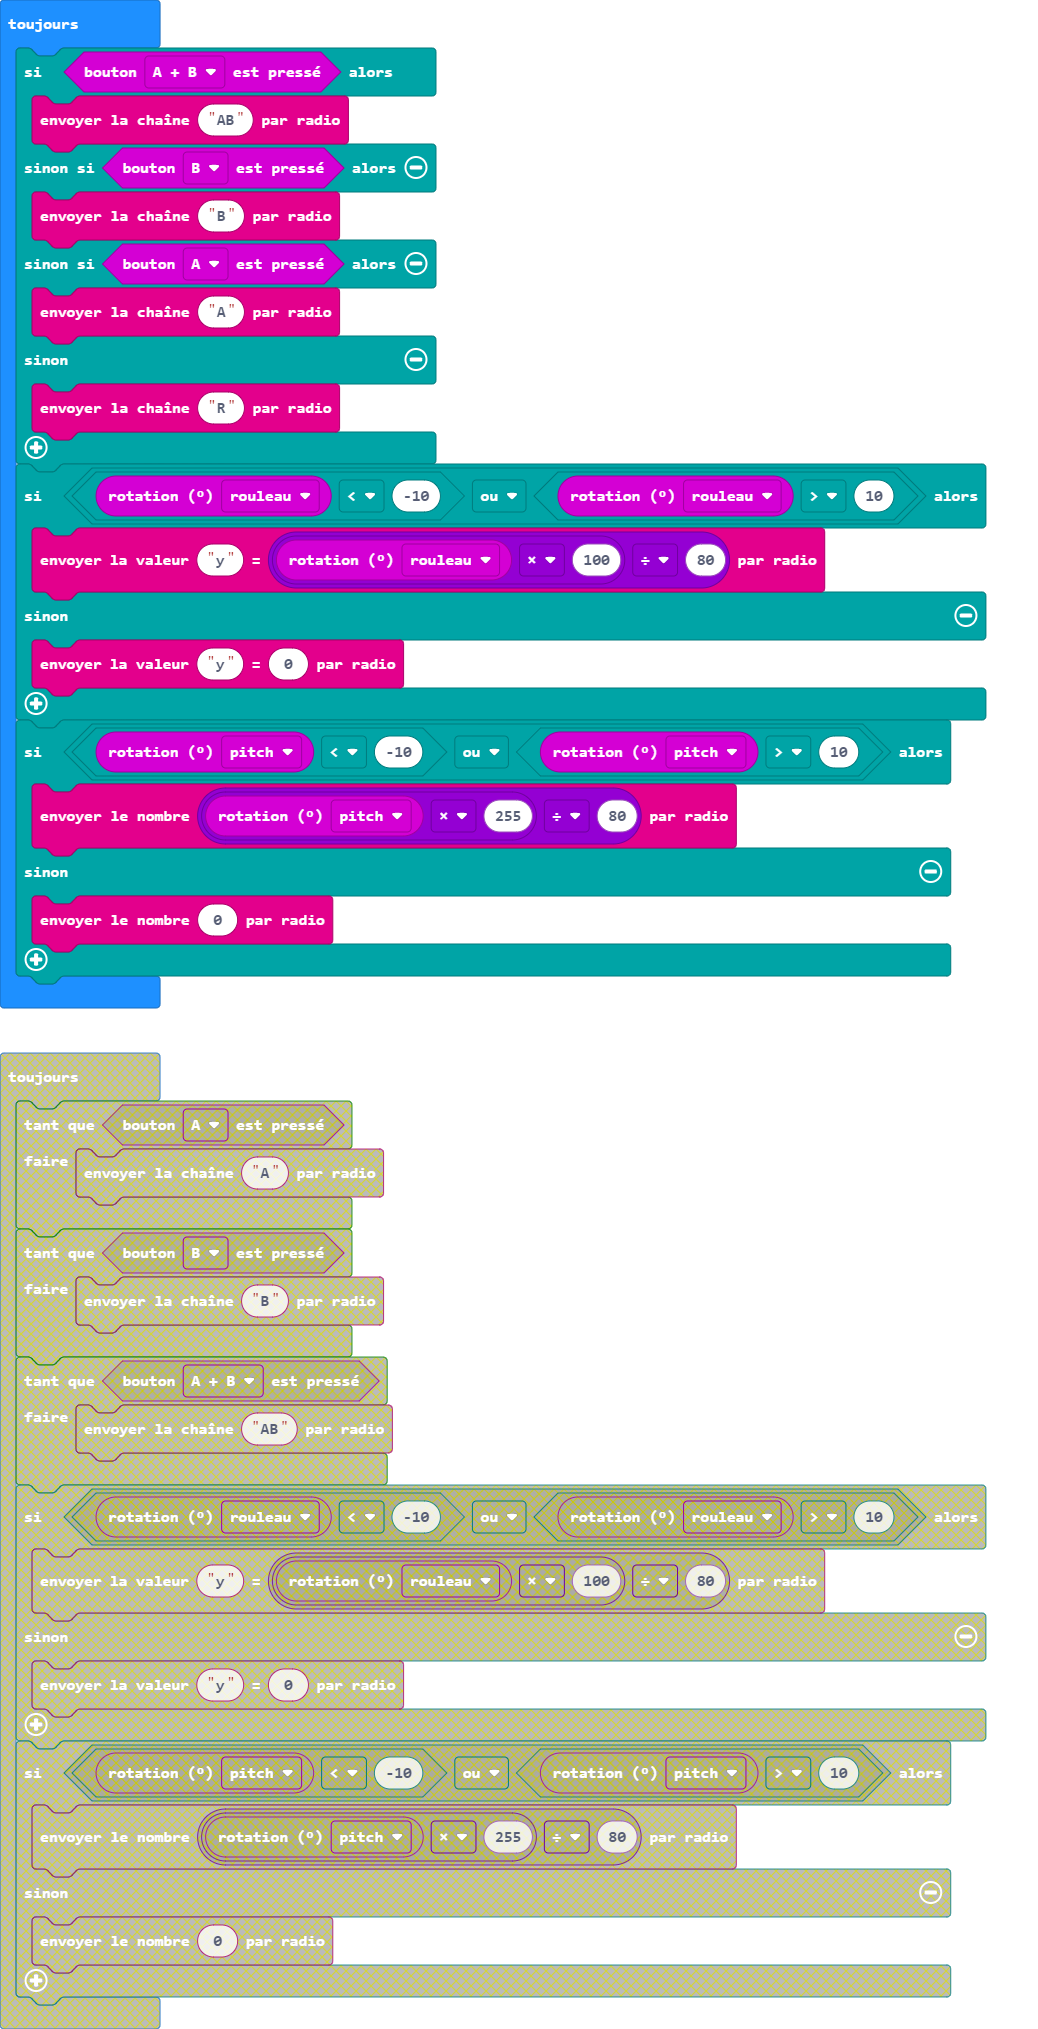 toujours
si bouton A + B est pressé alors
envoyer la chaîne "AB" par radio
sinon si bouton B est pressé alors
envoyer la chaîne "B" par radio
sinon si bouton A est pressé alors
envoyer la chaîne "A" par radio
sinon
envoyer la chaîne "R" par radio
si rotation (º) rouleau < -10 ou rotation (º) rouleau > 10 alors
envoyer la valeur "y" = rotation (º) rouleau × 100 ÷ 80 par radio
sinon
envoyer la valeur "y" = 0 par radio
si rotation (º) pitch < -10 ou rotation (º) pitch > 10 alors
envoyer le nombre rotation (º) pitch × 255 ÷ 80 par radio
sinon
envoyer le nombre 0 par radio
toujours
tant que bouton A est pressé
faire envoyer la chaîne "A" par radio
tant que bouton B est pressé
faire envoyer la chaîne "B" par radio
tant que bouton A + B est pressé
faire envoyer la chaîne "AB" par radio
si rotation (º) rouleau < -10 ou rotation (º) rouleau > 10 alors
envoyer la valeur "y" = rotation (º) rouleau × 100 ÷ 80 par radio
sinon
envoyer la valeur "y" = 0 par radio
si rotation (º) pitch < -10 ou rotation (º) pitch > 10 alors
envoyer le nombre rotation (º) pitch × 255 ÷ 80 par radio
sinon
envoyer le nombre 0 par radio